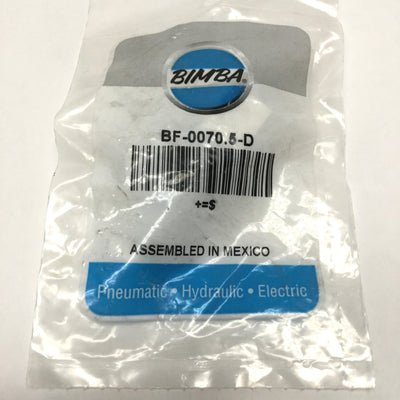 BIMBA®
BF-0070.5-D
+=$
ASSEMBLED IN MEXICO
Pneumatic • Hydraulic • Electric